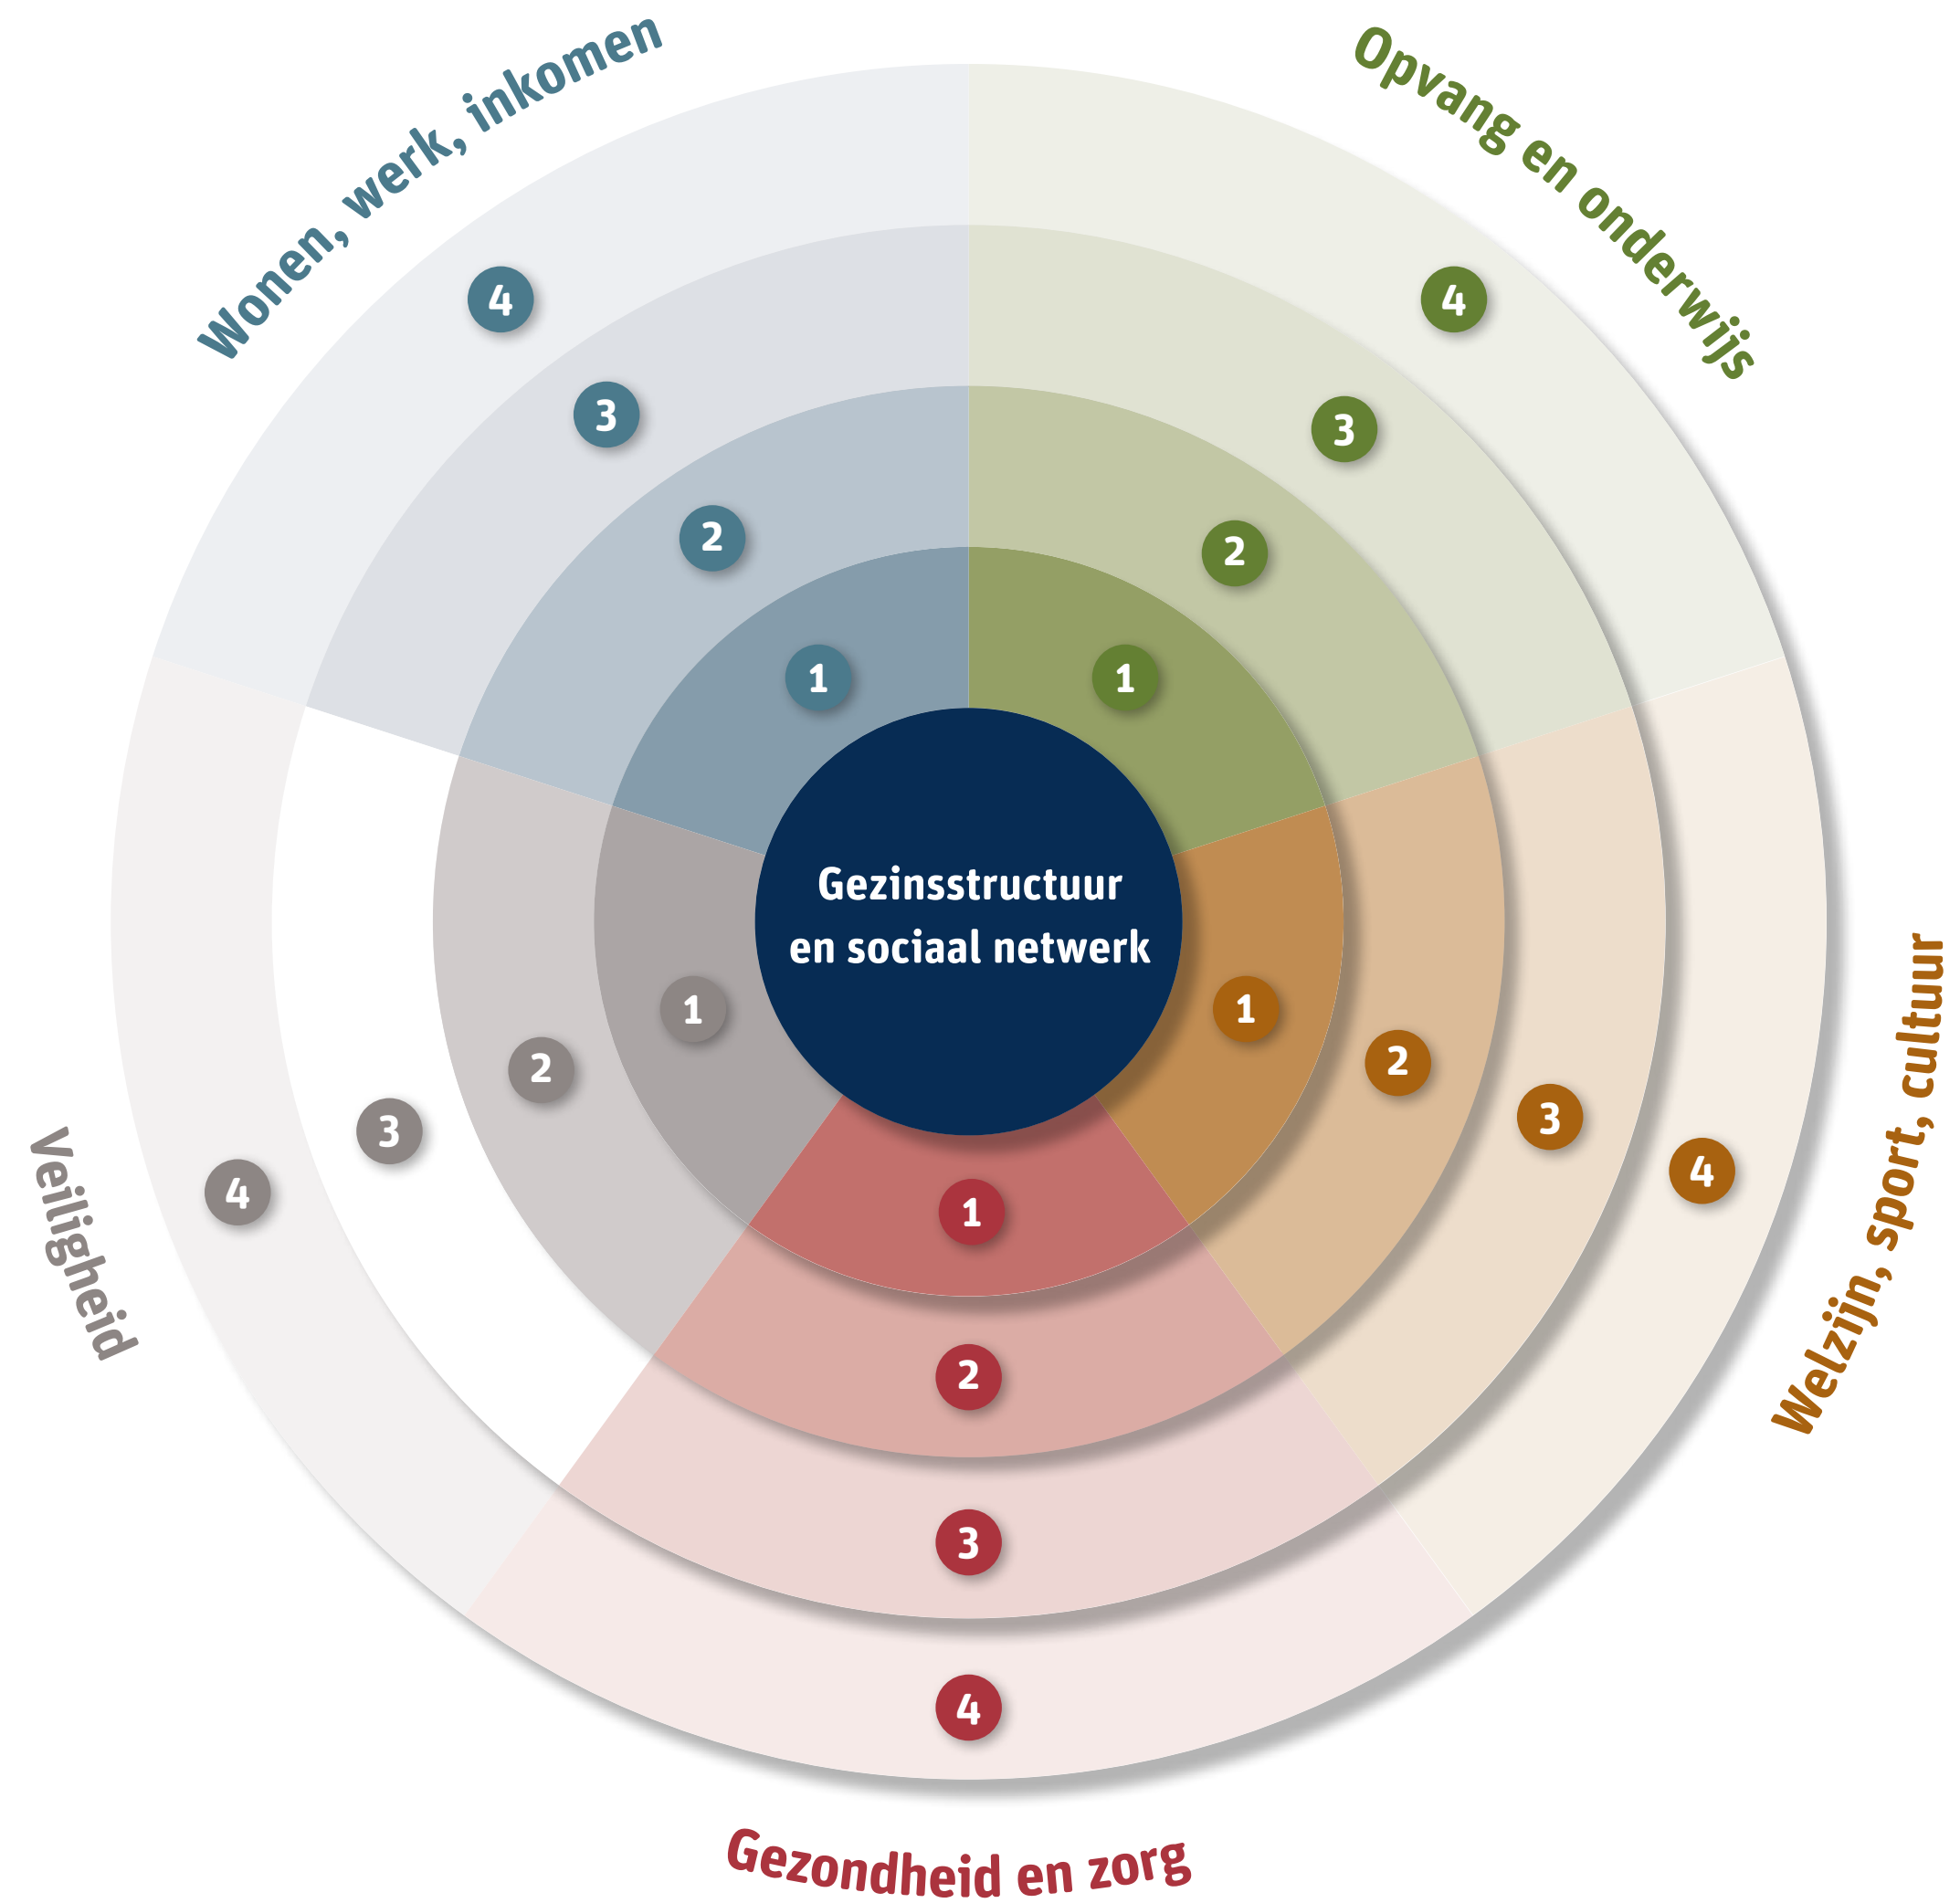 Wonen, werk, inkomen
4
3
2
1
Opvang en onderwijs
4
3
2
1
Gezinsstructuur
en sociaal netwerk
1
2
3
4
Welzijn, sport, cultuur
1
2
3
4
Veiligheid
1
2
3
4
Gezondheid en zorg